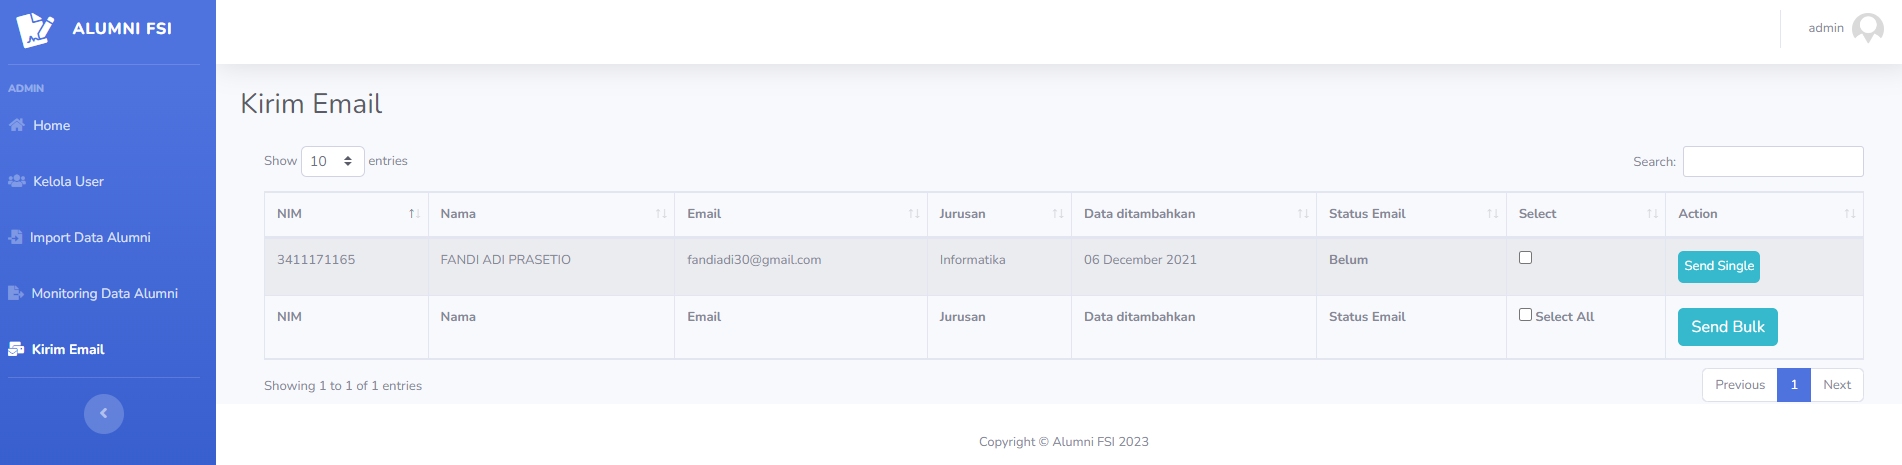 ALUMNI FSI
ADMIN
Home
Kelola User
Import Data Alumni
Monitoring Data Alumni
Kirim Email
admin
Kirim Email
Show 10 entries
Search:
NIM Nama Email Jurusan Data ditambahkan Status Email Select Action
3411171165 FANDI ADI PRASETIO fandiadi30@gmail.com Informatika 06 December 2021 Belum Send Single
NIM Nama Email Jurusan Data ditambahkan Status Email Select All Send Bulk
Showing 1 to 1 of 1 entries
Previous 1 Next
Copyright © Alumni FSI 2023